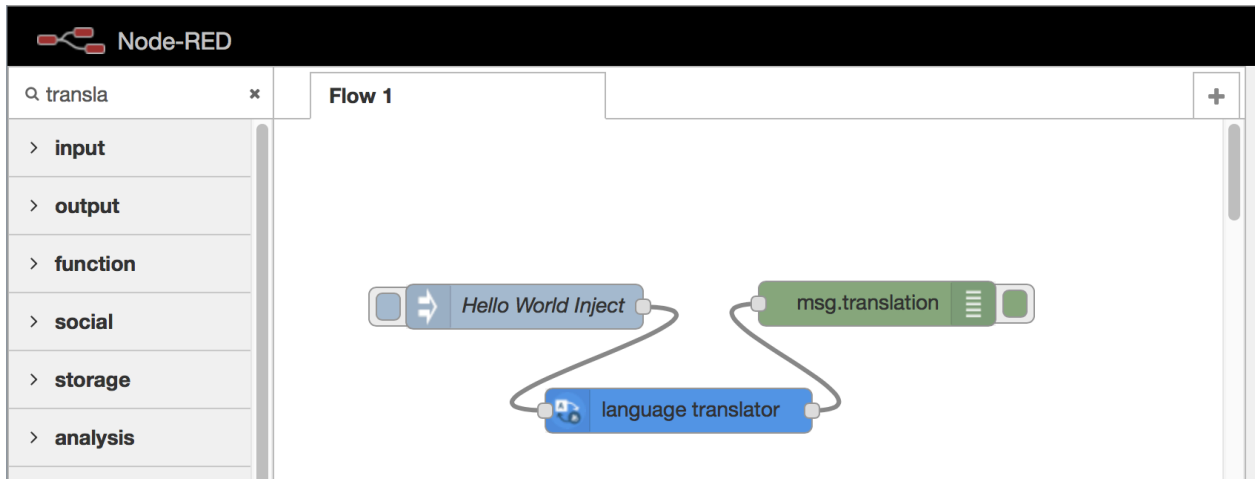 Node-RED
transla
Flow 1
input
output
function
social
storage
analysis
Hello World Inject
msg.translation
language translator